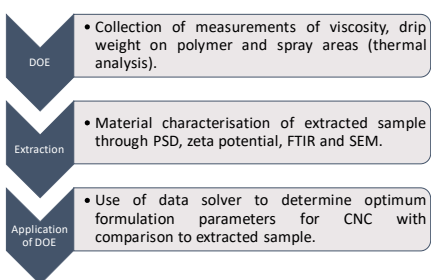 DOE
• Collection of measurements of viscosity, drip
weight on polymer and spray areas (thermal
analysis).
Extraction
• Material characterisation of extracted sample
through PSD, zeta potential, FTIR and SEM.
Application
of DOE
• Use of data solver to determine optimum
formulation parameters for CNC with
comparison to extracted sample.